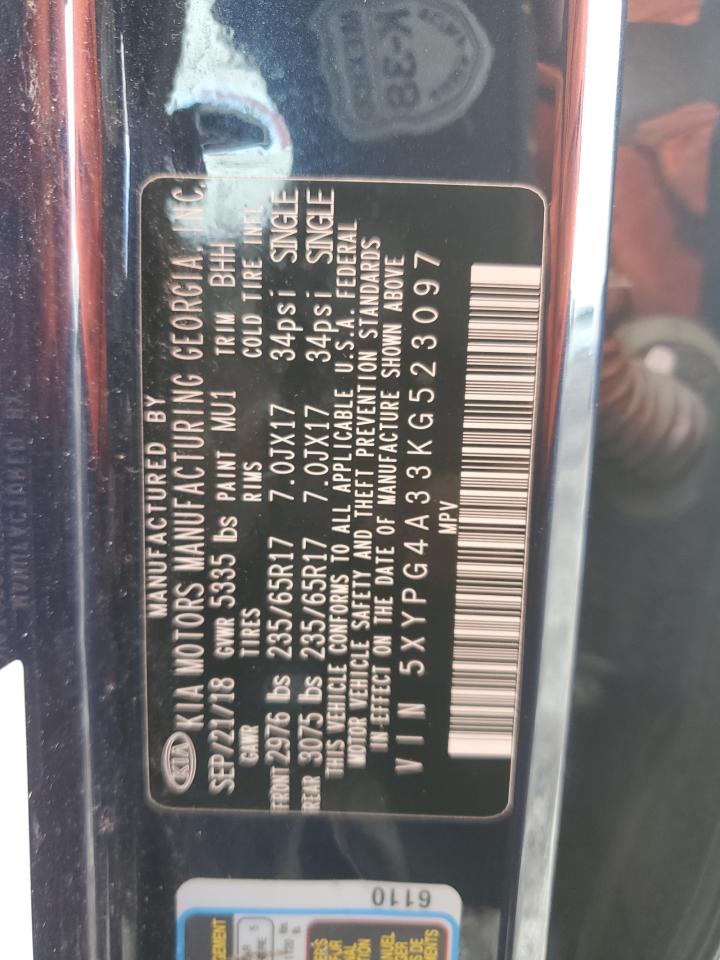 MANUFACTURED BY
KIA KIA MOTORS MANUFACTURING GEORGIA, INC.
SEP/21/18 GVWR 5335 lbs PAINT MU1 TRIM BHH
GAWR TIRES RIMS COLD TIRE INFL
FRONT 2976 lbs 235/65R17 7.0JX17 34psi SINGLE
REAR 3075 lbs 235/65R17 7.0JX17 34psi SINGLE
THIS VEHICLE CONFORMS TO ALL APPLICABLE U.S.A. FEDERAL
MOTOR VEHICLE SAFETY AND THEFT PREVENTION STANDARDS
IN-EFFECT ON THE DATE OF MANUFACTURE SHOWN ABOVE
VIN 5XYPG4A33KG523097
MPV
K-38
6110